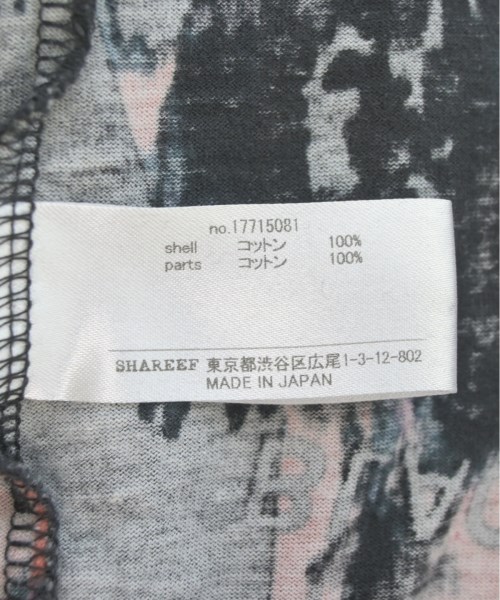 no.17715081
shell コットン 100%
parts コットン 100%
SHAREEF 東京都渋谷区広尾1-3-12-802
MADE IN JAPAN